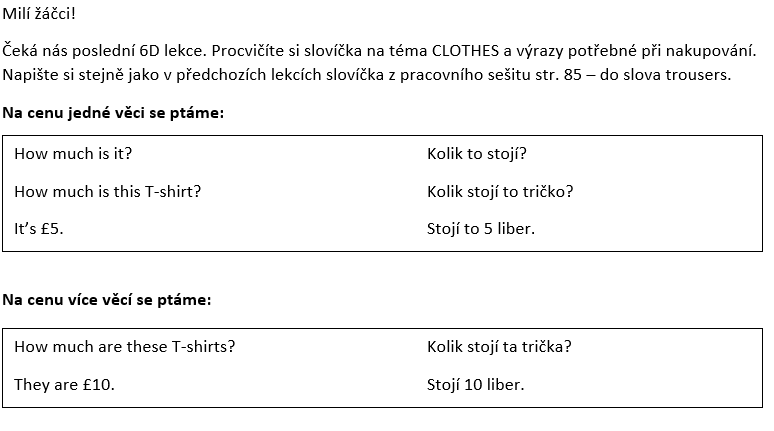 Milí žáčci!
Čeká nás poslední 6D lekce. Procvičíte si slovíčka na téma CLOTHES a výrazy potřebné při nakupování.
Napište si stejně jako v předchozích lekcích slovíčka z pracovního sešitu str. 85 – do slova trousers.
Na cenu jedné věci se ptáme:
How much is it? Kolik to stojí?
How much is this T-shirt? Kolik stojí to tričko?
It’s £5. Stojí to 5 liber.
Na cenu více věcí se ptáme:
How much are these T-shirts? Kolik stojí ta trička?
They are £10. Stojí 10 liber.